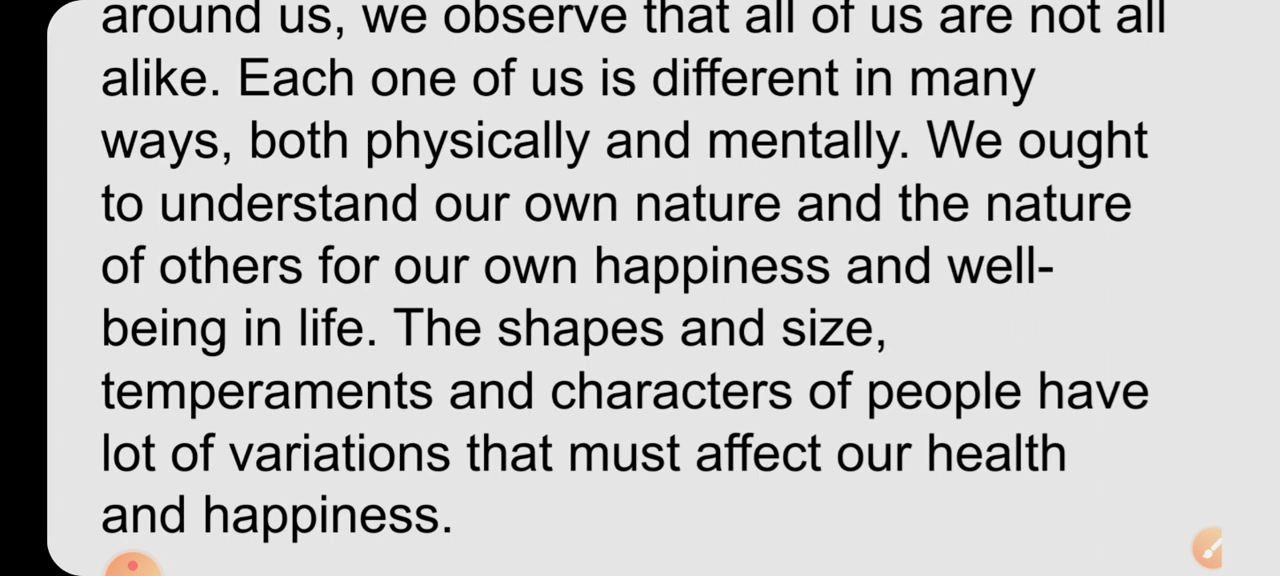 around us, we observe that all of us are not all
alike. Each one of us is different in many
ways, both physically and mentally. We ought
to understand our own nature and the nature
of others for our own happiness and well-
being in life. The shapes and size,
temperaments and characters of people have
lot of variations that must affect our health
and happiness.